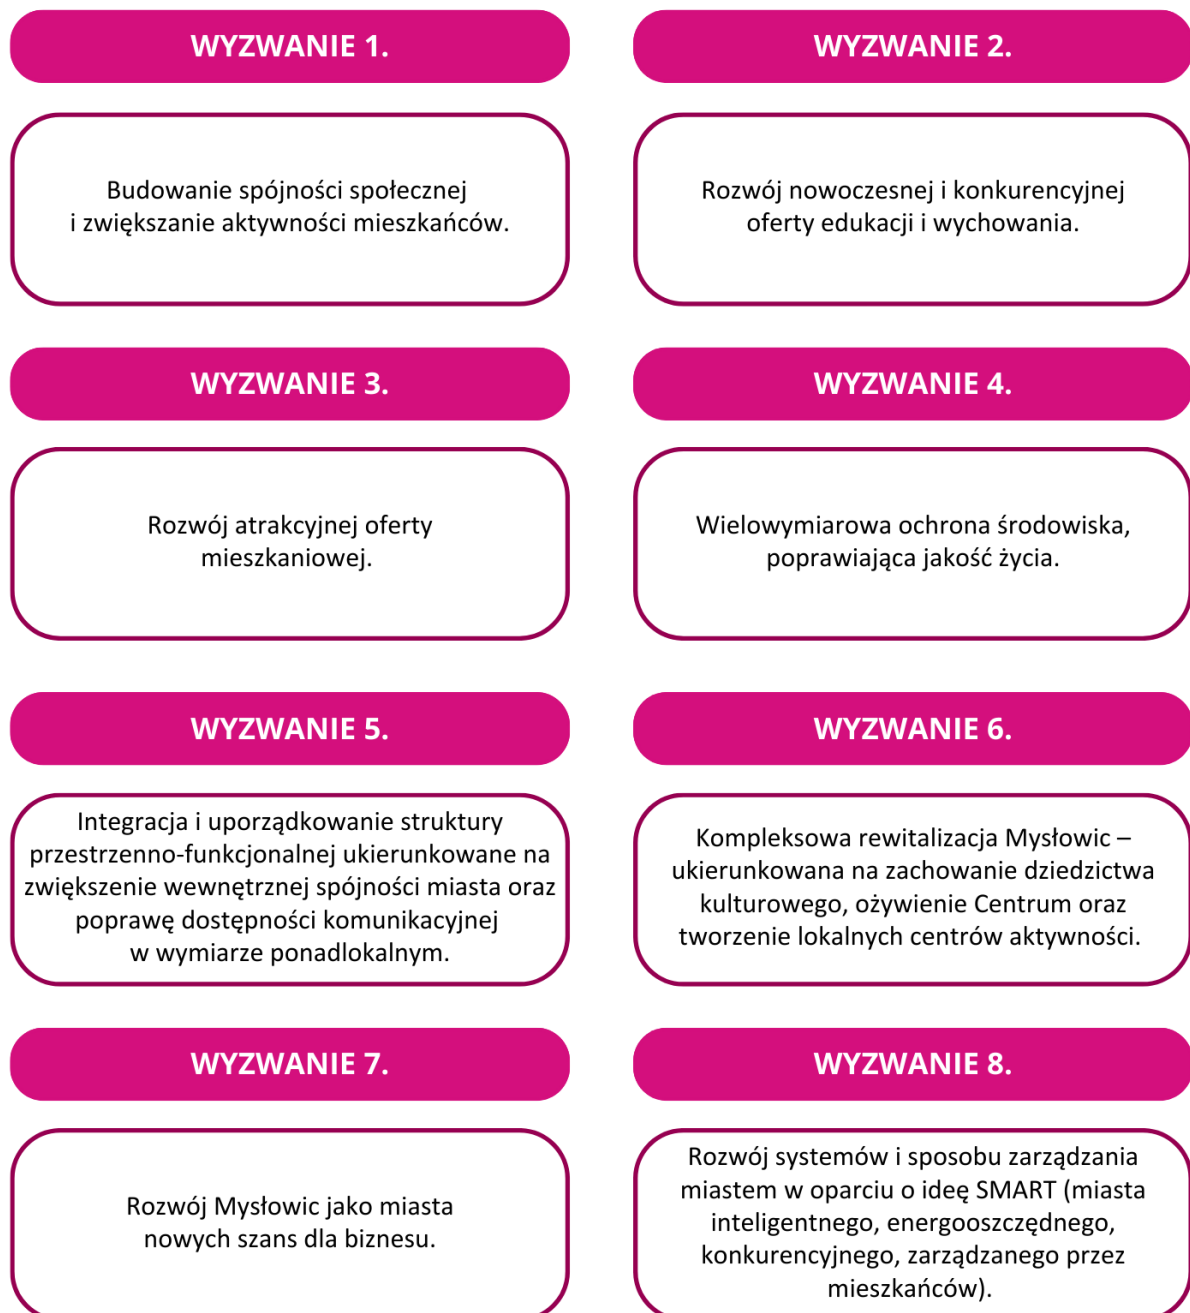 WYZWANIE 1.
Budowanie spójności społecznej
i zwiększanie aktywności mieszkańców.
WYZWANIE 2.
Rozwój nowoczesnej i konkurencyjnej
oferty edukacji i wychowania.
WYZWANIE 3.
Rozwój atrakcyjnej oferty
mieszkaniowej.
WYZWANIE 4.
Wielowymiarowa ochrona środowiska,
poprawiająca jakość życia.
WYZWANIE 5.
Integracja i uporządkowanie struktury
przestrzenno-funkcjonalnej ukierunkowane na
zwiększenie wewnętrznej spójności miasta oraz
poprawę dostępności komunikacyjnej
w wymiarze ponadlokalnym.
WYZWANIE 6.
Kompleksowa rewitalizacja Mysłowic –
ukierunkowana na zachowanie dziedzictwa
kulturowego, ożywienie Centrum oraz
tworzenie lokalnych centrów aktywności.
WYZWANIE 7.
Rozwój Mysłowic jako miasta
nowych szans dla biznesu.
WYZWANIE 8.
Rozwój systemów i sposobu zarządzania
miastem w oparciu o ideę SMART (miasta
inteligentnego, energooszczędnego,
konkurencyjnego, zarządzanego przez
mieszkańców).